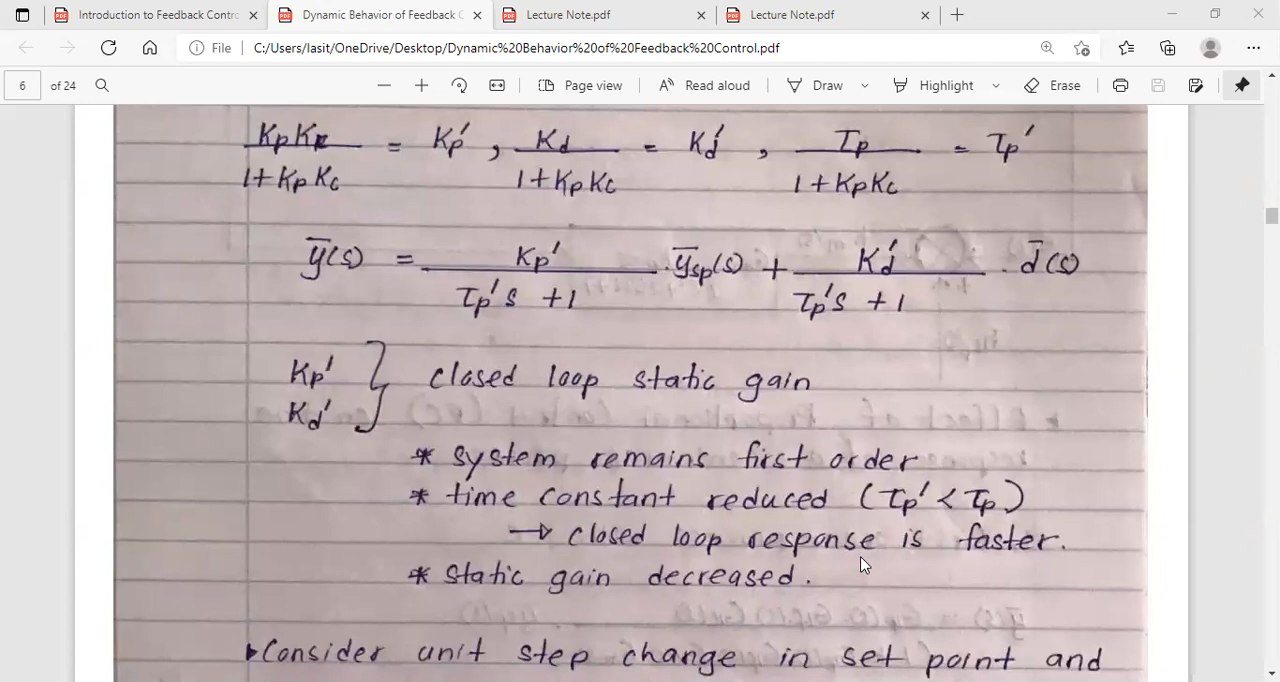 Introduction to Feedback Contro
Dynamic Behavior of Feedback C
Lecture Note.pdf
Lecture Note.pdf
File
C:/Users/lasit/OneDrive/Desktop/Dynamic%20Behavior%20of%20Feedback%20Control.pdf
6 of 24
Page view
Read aloud
Draw
Highlight
Erase
KpKc/1+KpKc = Kp', Kd/1+KpKc = Kd', τp/1+KpKc = τp'
ȳ(s) = Kp'/τp's +1 . ȳsp(s) + Kd'/τp's +1 . d̄(s)
Kp'
Kd' } closed loop static gain
* system remains first order
* time constant reduced (τp' < τp)
→ closed loop response is faster.
* static gain decreased.
▸Consider unit step change in set point and